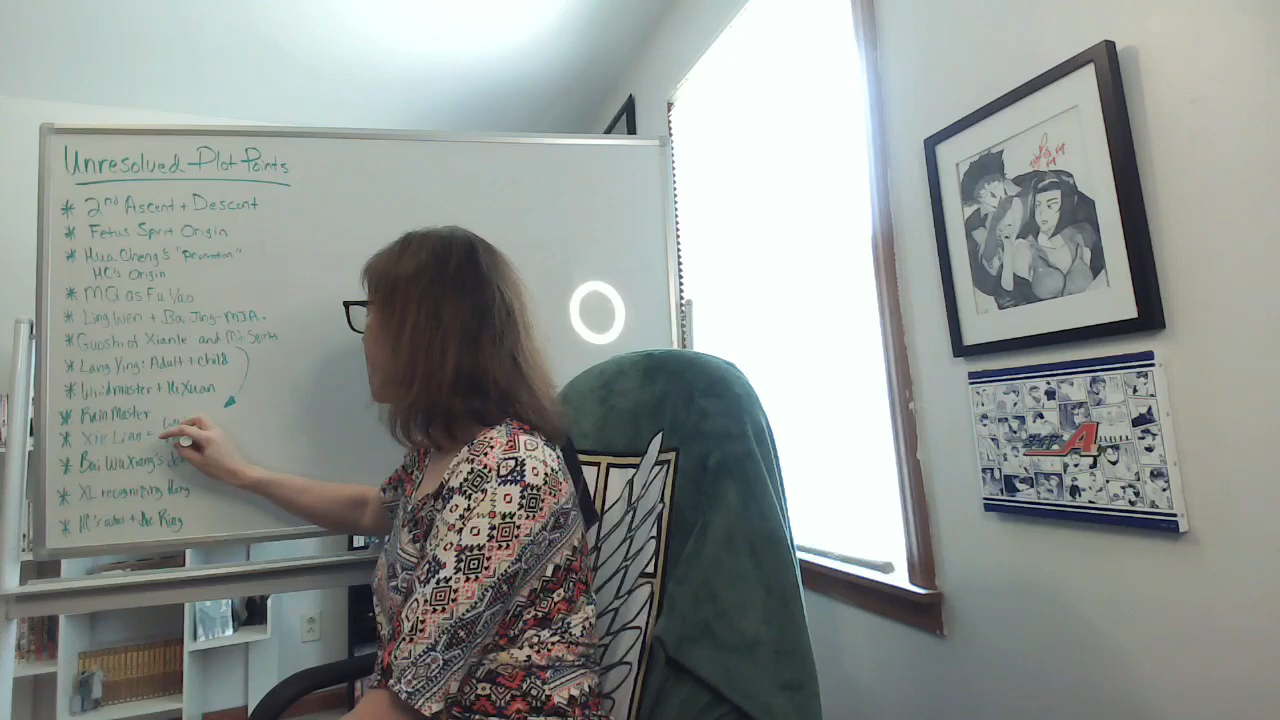 Unresolved Plot Points
* 2nd Ascent + Descent
* Fetus Spirit Origin
* Hua Cheng's "Promotion"
HC's Origin
* MQ as Fu Yao
* Ling Wen + Bai Jing - MJA.
* Guoshi of Xianle and Mt. Spirits
* Lang Ying: Adult + Child
* Windmaster + He Xuan
* Rain Master
* Xie Lian =
* Bai WuXiang's
* XL recognizing Hong
* HC's ashes + the Ring
A